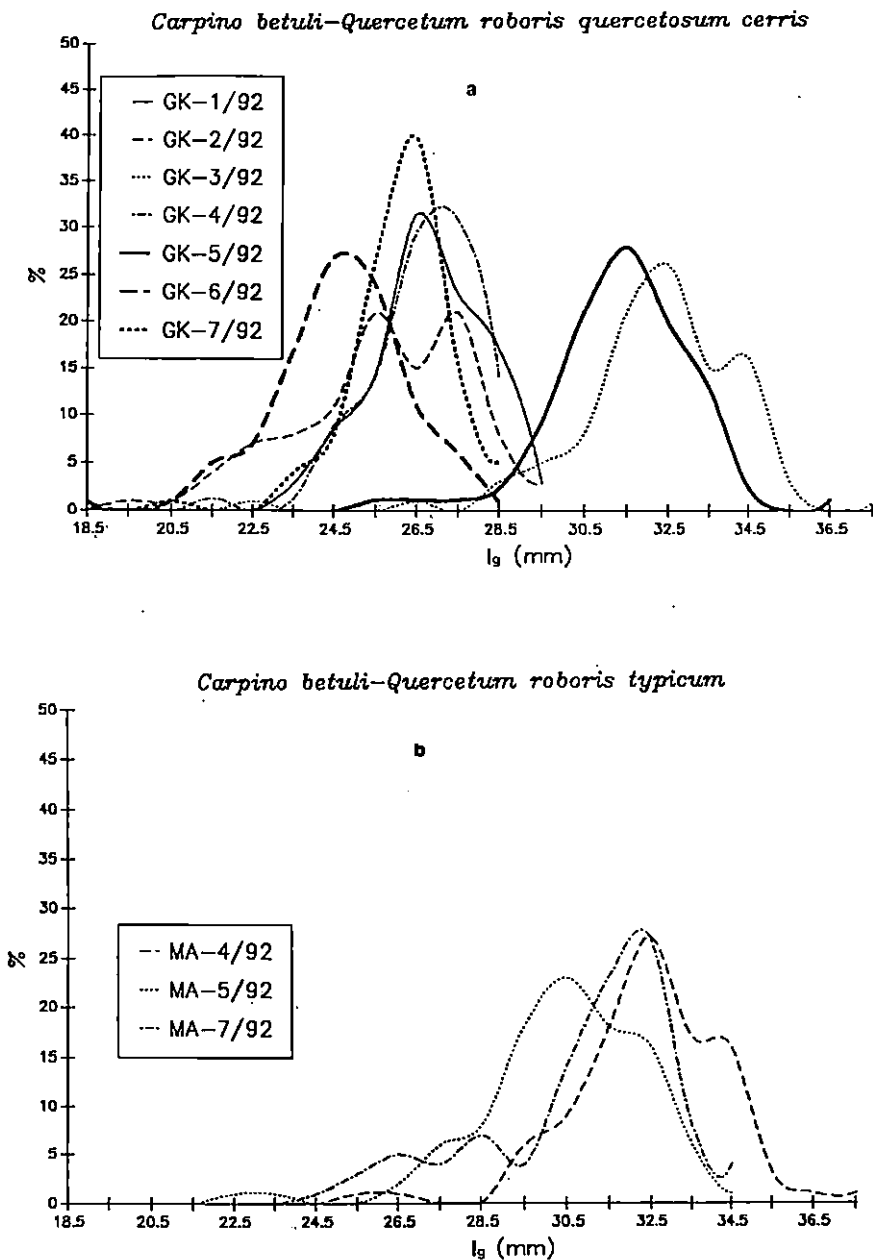 Carpino betuli-Quercetum roboris quercetosum cerris
a
50
45
40
35
30
25
20
15
10
5
0
%
GK-1/92
GK-2/92
GK-3/92
GK-4/92
GK-5/92
GK-6/92
GK-7/92
18.5 20.5 22.5 24.5 26.5 28.5 30.5 32.5 34.5 36.5
lg (mm)
Carpino betuli-Quercetum roboris typicum
b
50
45
40
35
30
25
20
15
10
5
0
%
MA-4/92
MA-5/92
MA-7/92
18.5 20.5 22.5 24.5 26.5 28.5 30.5 32.5 34.5 36.5
lg (mm)